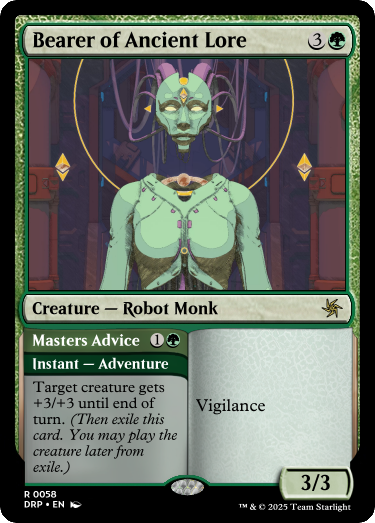 Bearer of Ancient Lore 3
Creature — Robot Monk
Masters Advice 1
Instant — Adventure
Target creature gets
+3/+3 until end of
turn. (Then exile this
card. You may play the
creature later from
exile.)
Vigilance
3/3
R 0058
DRP • EN
™ & © 2025 Team Starlight